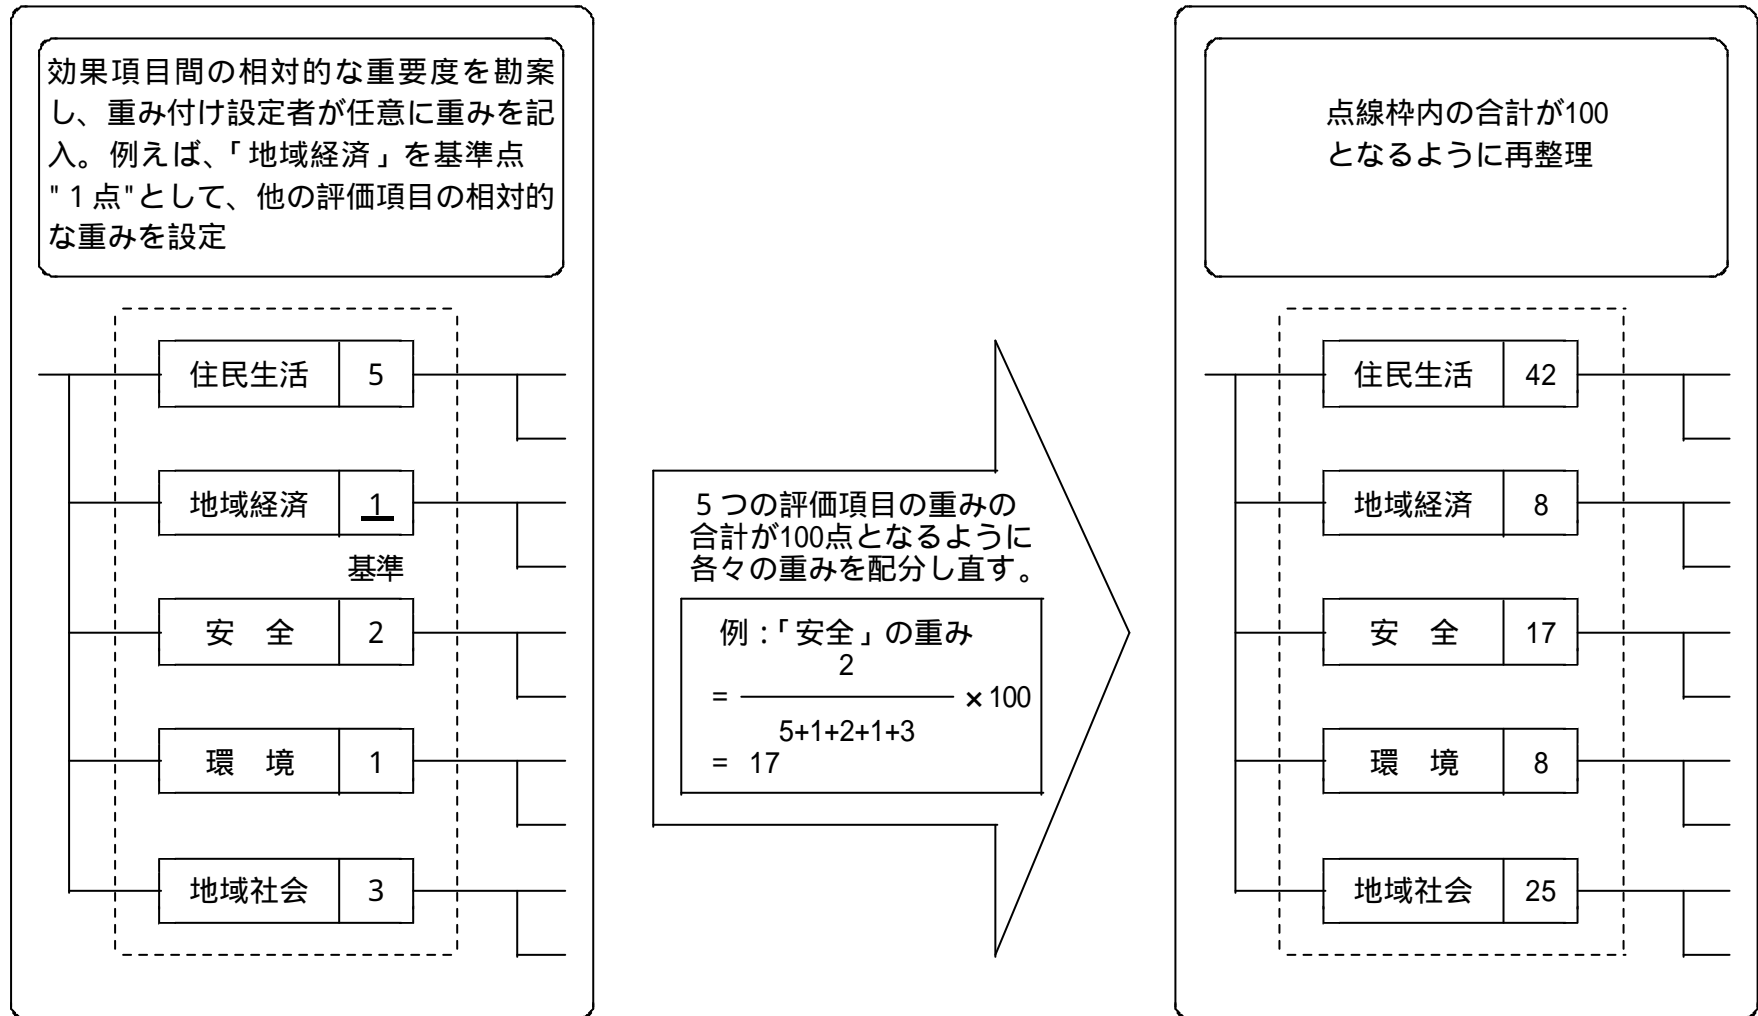 効果項目間の相対的な重要度を勘案
し、重み付け設定者が任意に重みを記
入。例えば、「地域経済」を基準点
"1点"として、他の評価項目の相対的
な重みを設定
住民生活 5
地域経済 1
基準
安 全 2
環 境 1
地域社会 3
5つの評価項目の重みの
合計が100点となるように
各々の重みを配分し直す。
例:「安全」の重み
2
= ×100
5+1+2+1+3
= 17
点線枠内の合計が100
となるように再整理
住民生活 42
地域経済 8
安 全 17
環 境 8
地域社会 25